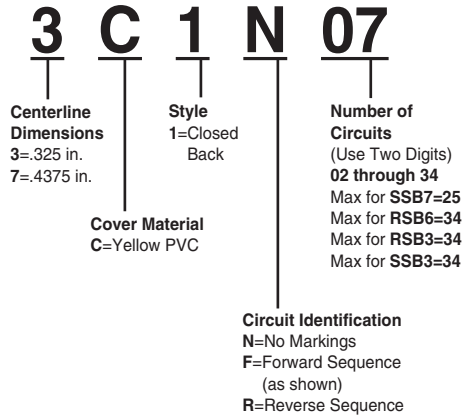 3 C 1 N 07
Centerline
Dimensions
3=.325 in.
7=.4375 in.
Cover Material
C=Yellow PVC
Style
1=Closed
Back
Circuit Identification
N=No Markings
F=Forward Sequence
(as shown)
R=Reverse Sequence
Number of
Circuits
(Use Two Digits)
02 through 34
Max for SSB7=25
Max for RSB6=34
Max for RSB3=34
Max for SSB3=34